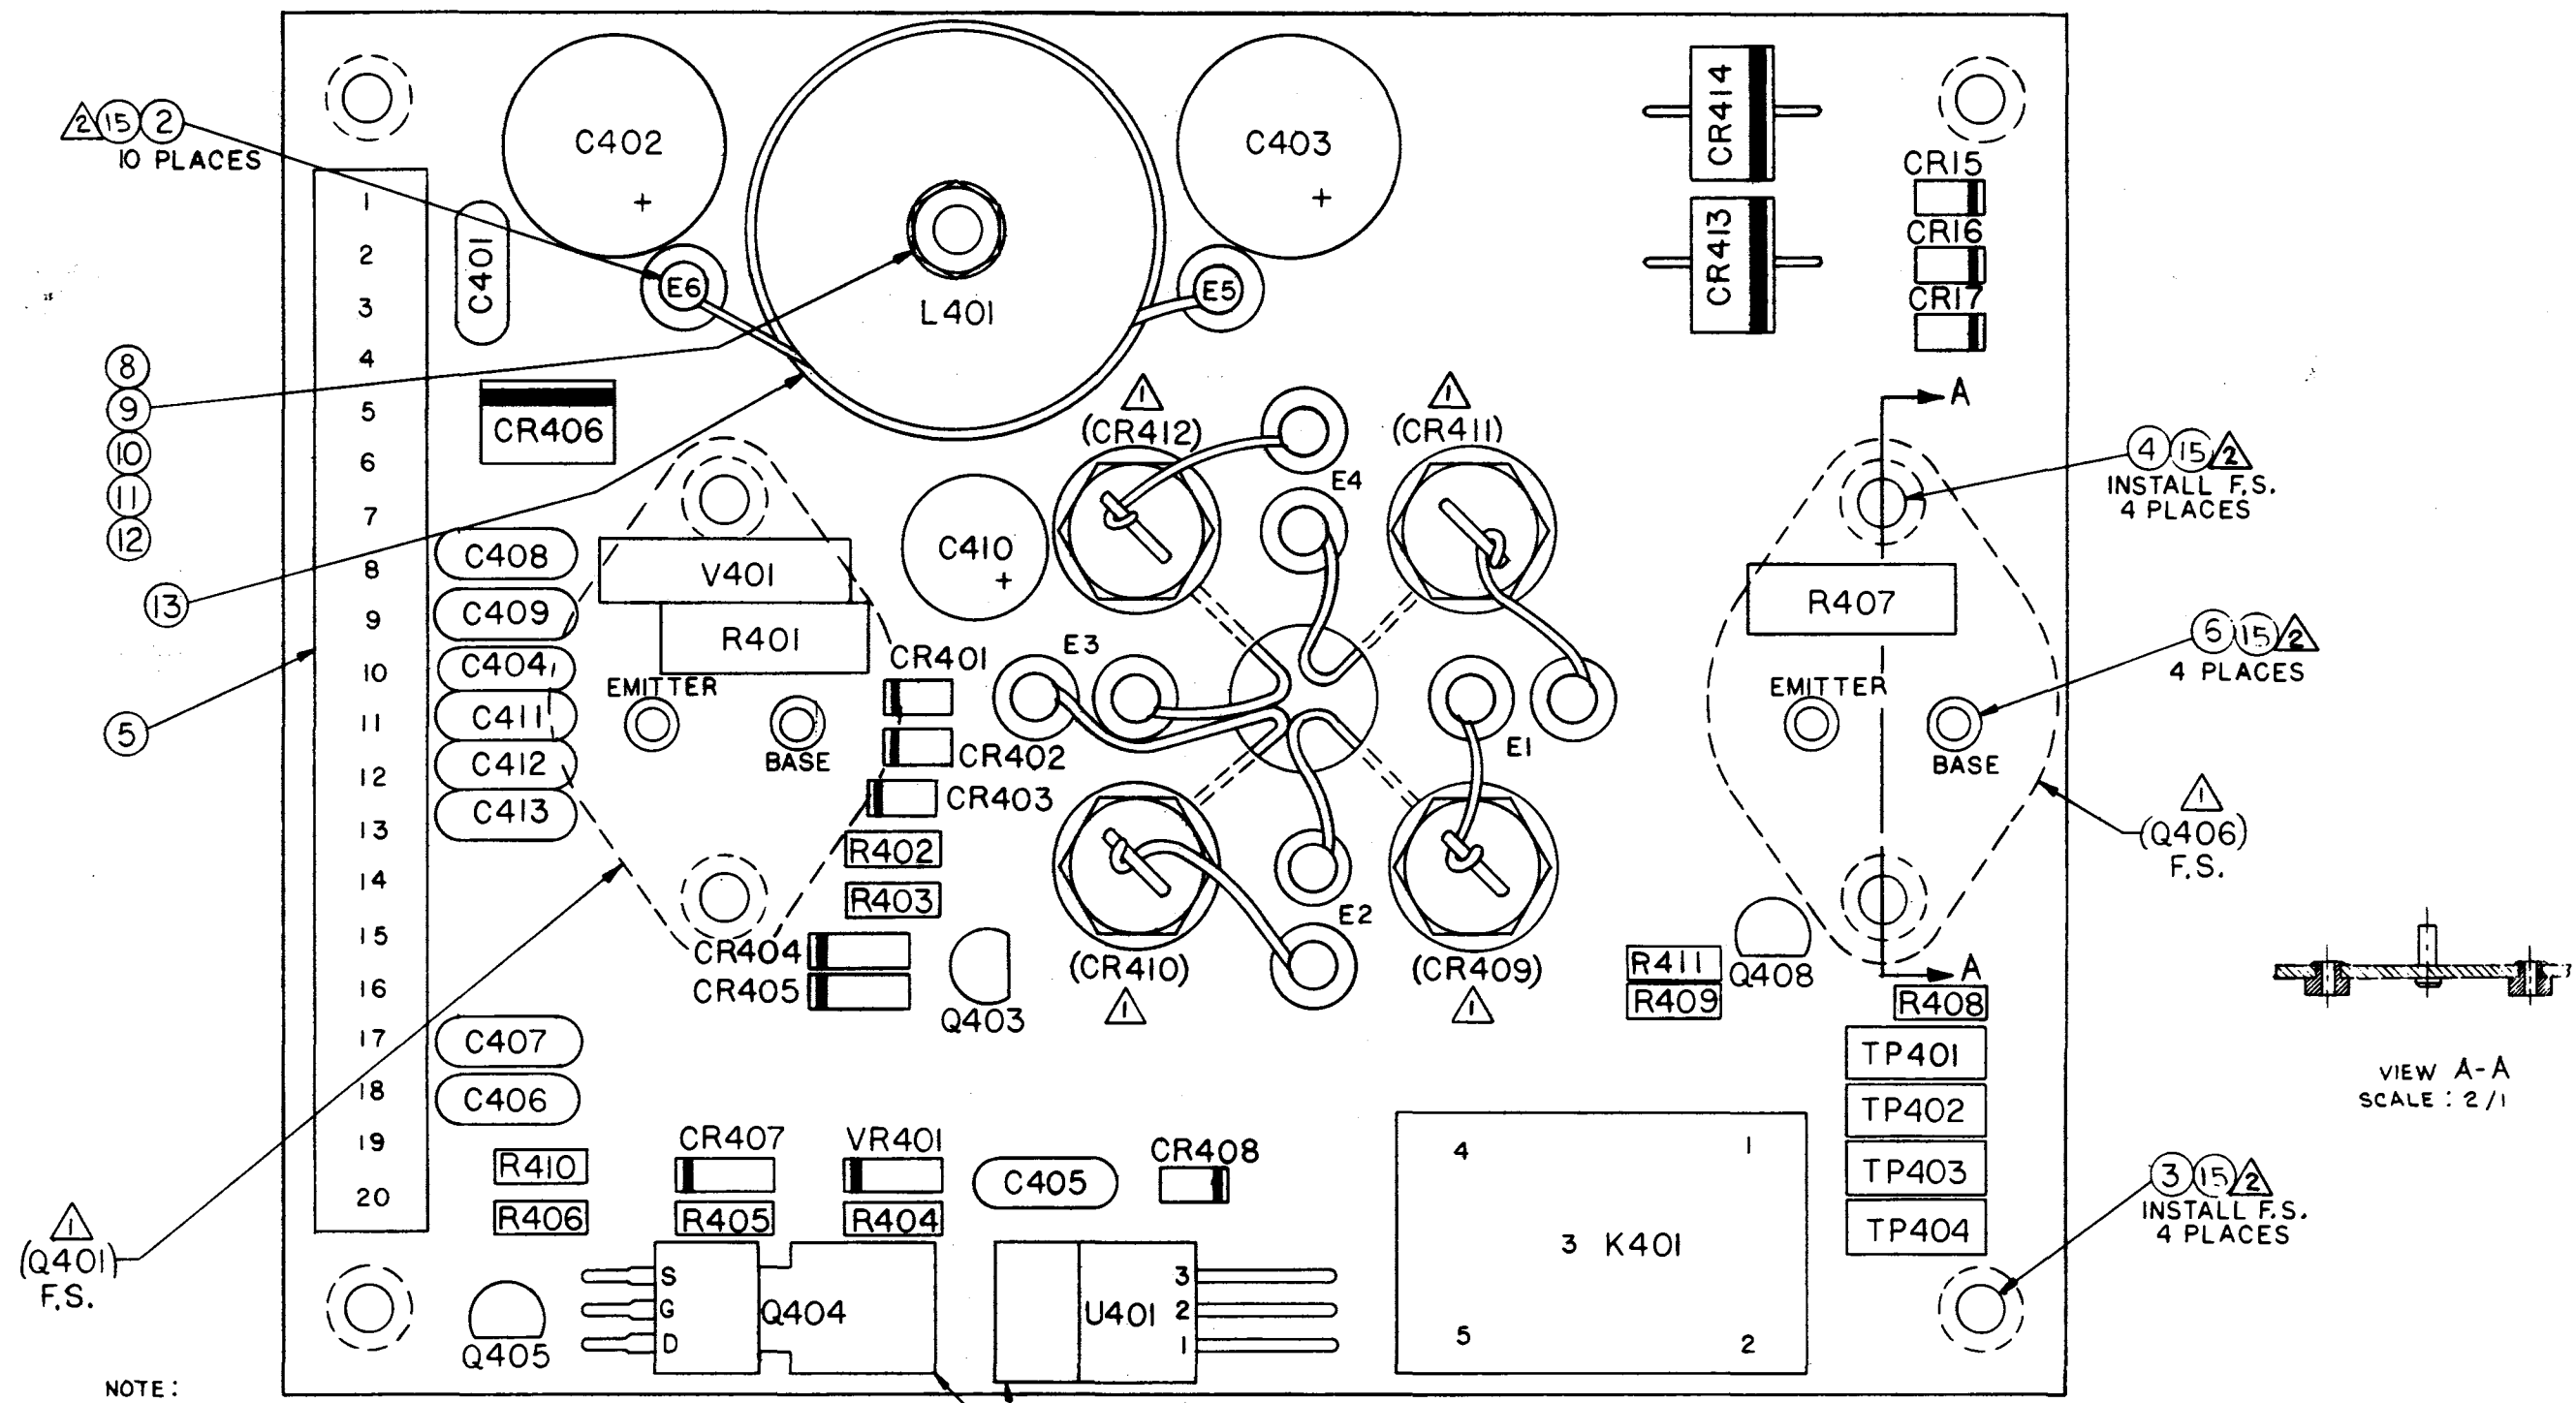 2 15 2
10 PLACES
8
9
10
11
12
13
5
1
(Q401)
F.S.
NOTE:
1
2
3
4
5
6
7
8
9
10
11
12
13
14
15
16
17
18
19
20
C401
C402
+
E6
L401
E5
C403
+
CR414
CR413
CR15
CR16
CR17
CR406
1
(CR412)
1
(CR411)
E4
A
4 15 2
INSTALL F.S.
4 PLACES
C408
C409
C404
C411
C412
C413
V401
R401
C410
+
EMITTER
BASE
CR401
CR402
CR403
R402
R403
CR404
CR405
Q403
E3
E1
E2
(CR410)
1
(CR409)
1
R407
EMITTER
BASE
6 15 2
4 PLACES
1
(Q406)
F.S.
Q408
R411
R409
A
R408
TP401
TP402
TP403
TP404
VIEW A-A
SCALE : 2/1
3 15 2
INSTALL F.S.
4 PLACES
C407
C406
R410
R406
CR407
R405
VR401
R404
C405
CR408
Q405
S
G
D
Q404
U401
3
2
1
4
1
3 K401
5
2